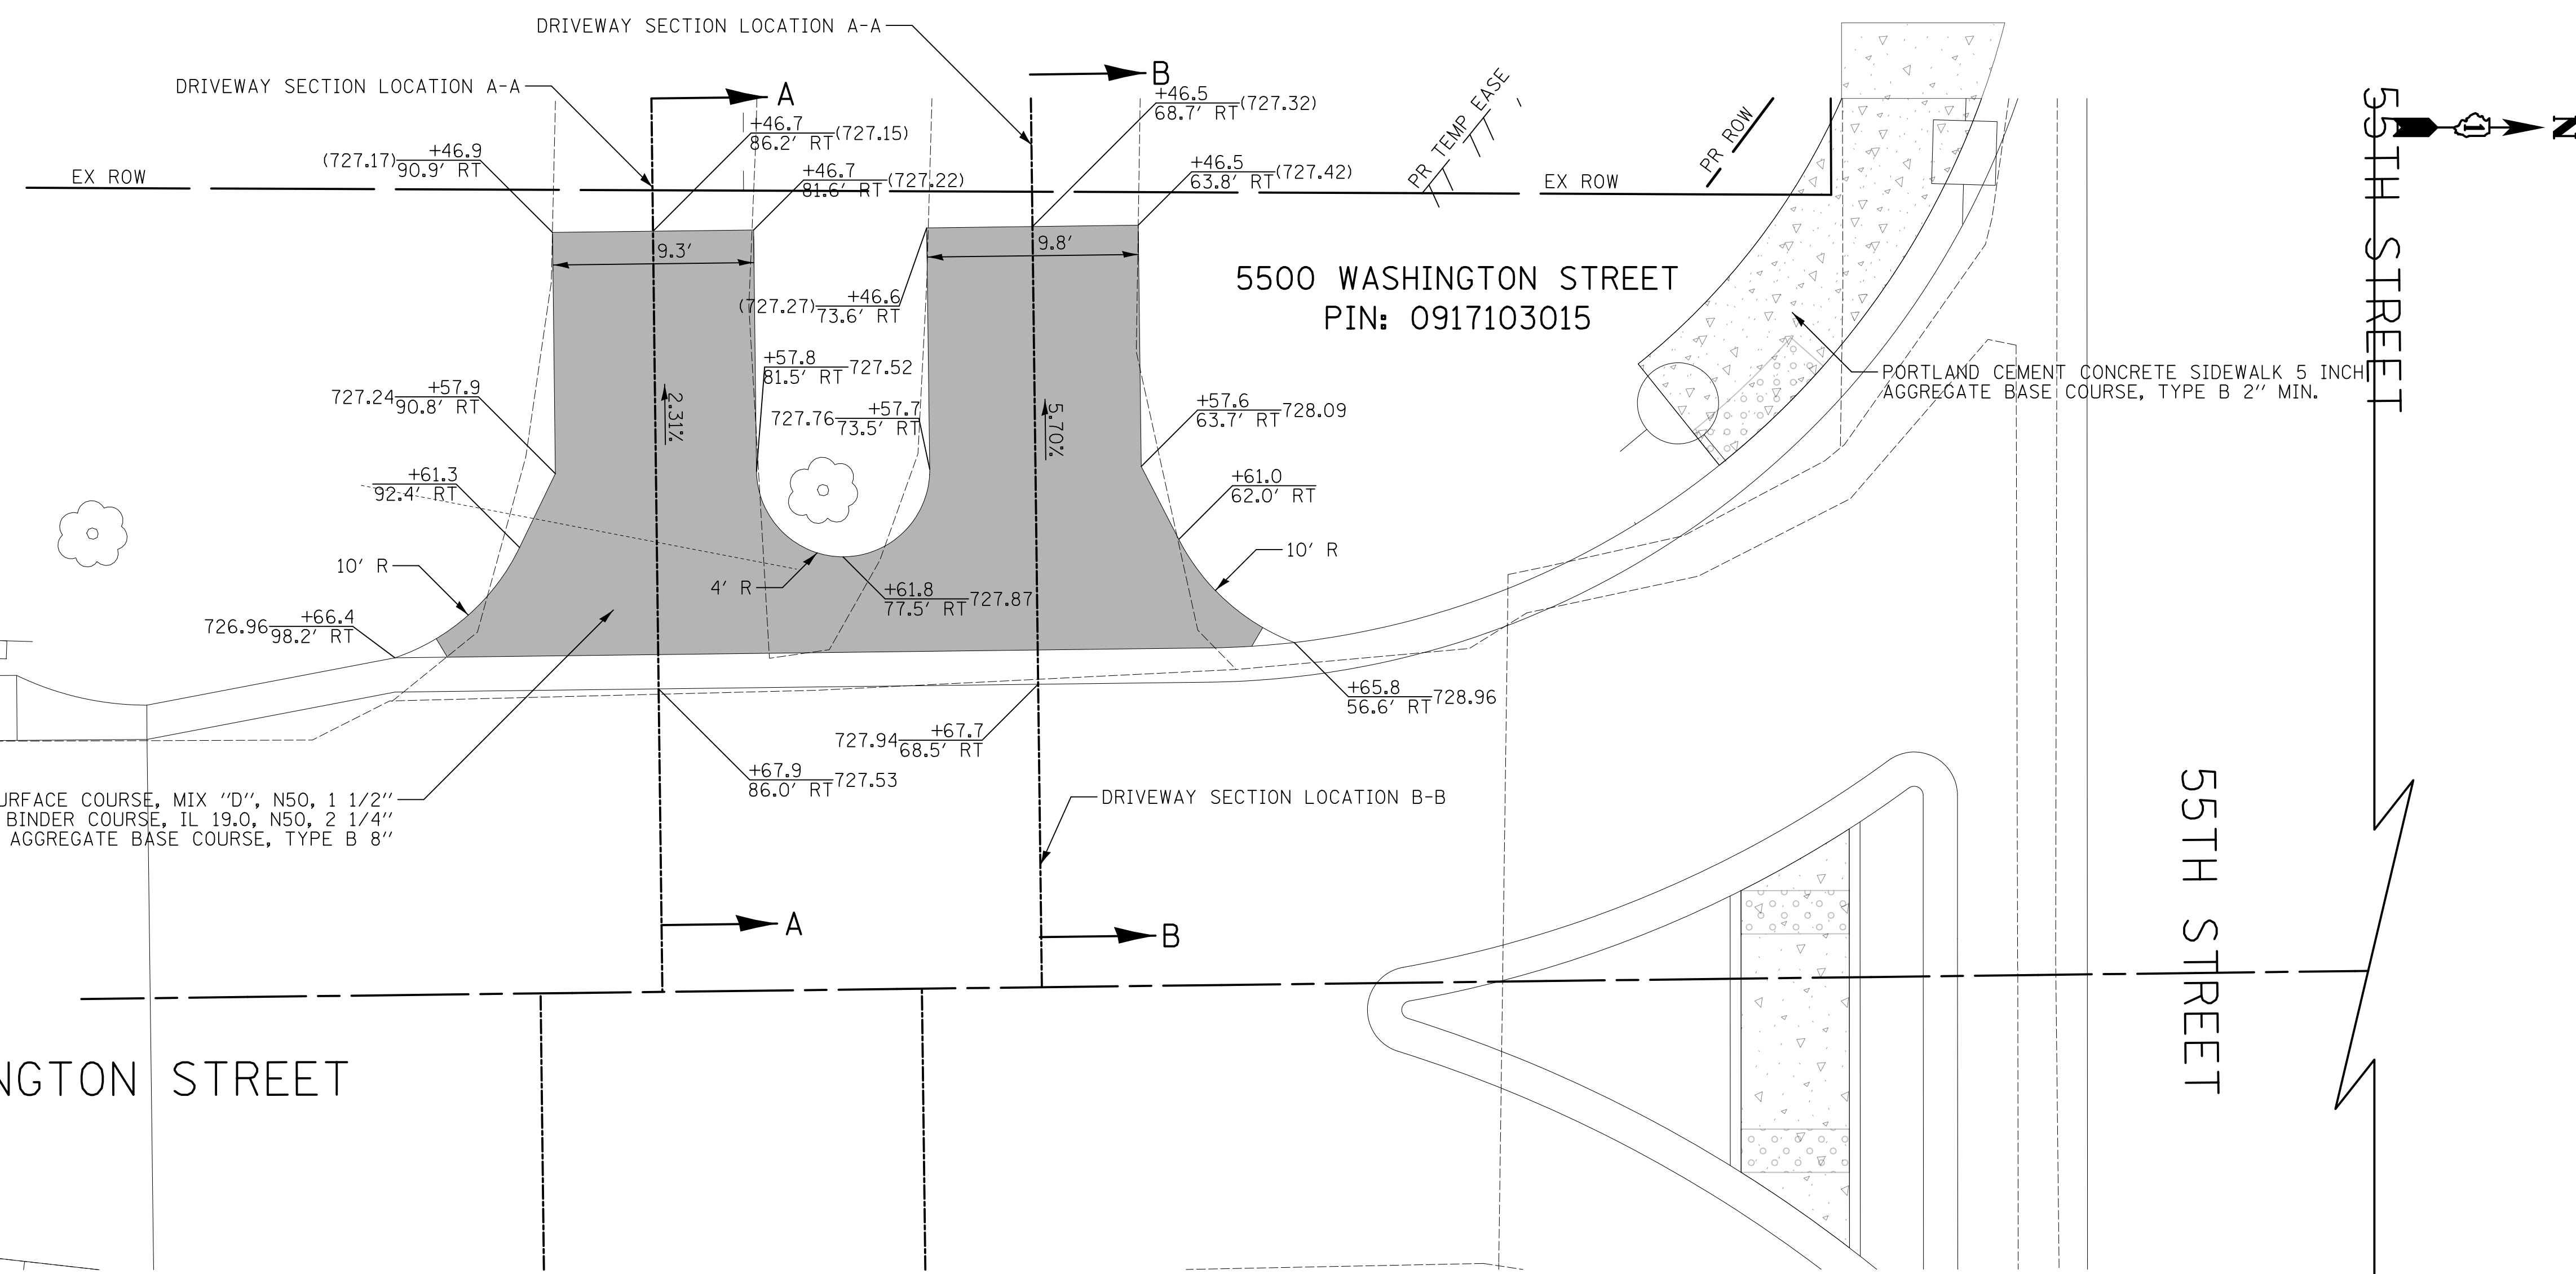 DRIVEWAY SECTION LOCATION A-A
DRIVEWAY SECTION LOCATION A-A
A
B
+46.5
68.7' RT
(727.32)
+46.7
86.2' RT
(727.15)
(727.17)
+46.9
90.9' RT
+46.7
81.6' RT
(727.22)
+46.5
63.8' RT
(727.42)
EX ROW
PR TEMP EASE
PR ROW
EX ROW
55TH STREET
1
N
9.3'
9.8'
5500 WASHINGTON STREET
PIN: 0917103015
(727.27)
+46.6
73.6' RT
+57.8
81.5' RT
727.52
727.24
+57.9
90.8' RT
2.31%
727.76
+57.7
73.5' RT
5.70%
+57.6
63.7' RT
728.09
PORTLAND CEMENT CONCRETE SIDEWALK 5 INCH
AGGREGATE BASE COURSE, TYPE B 2" MIN.
+61.3
92.4' RT
+61.0
62.0' RT
10' R
10' R
4' R
+61.8
77.5' RT
727.87
726.96
+66.4
98.2' RT
+65.8
56.6' RT
728.96
727.94
+67.7
68.5' RT
+67.9
86.0' RT
727.53
URFACE COURSE, MIX "D", N50, 1 1/2"
BINDER COURSE, IL 19.0, N50, 2 1/4"
AGGREGATE BASE COURSE, TYPE B 8"
DRIVEWAY SECTION LOCATION B-B
55TH STREET
A
B
NGTON STREET